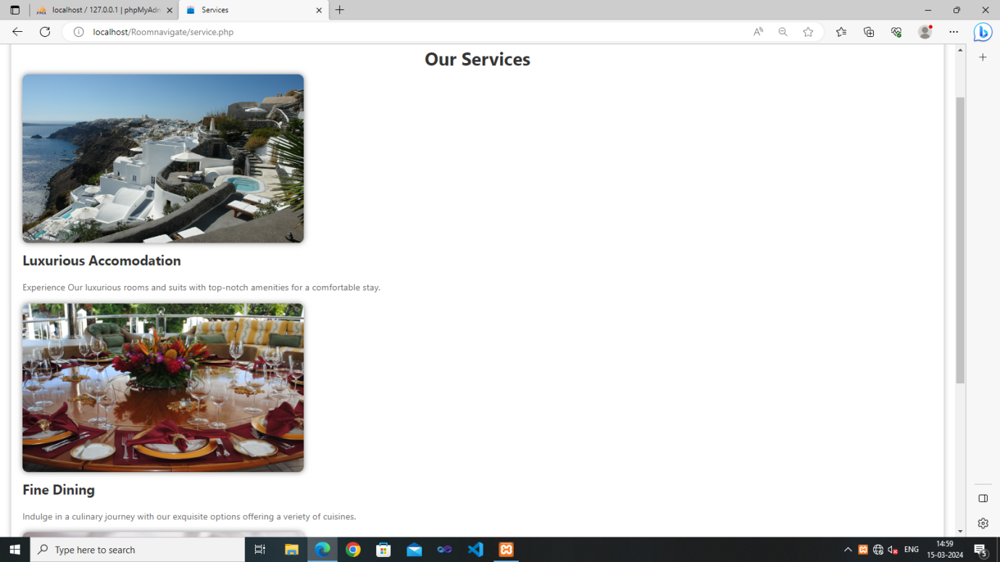 localhost / 127.0.0.1 | phpMyAdm
Services
localhost/Roomnavigate/service.php
Our Services
Luxurious Accomodation
Experience Our luxurious rooms and suits with top-notch amenities for a comfortable stay.
Fine Dining
Indulge in a culinary journey with our exquisite options offering a veriety of cuisines.
Type here to search
ENG
14:59
15-03-2024
5